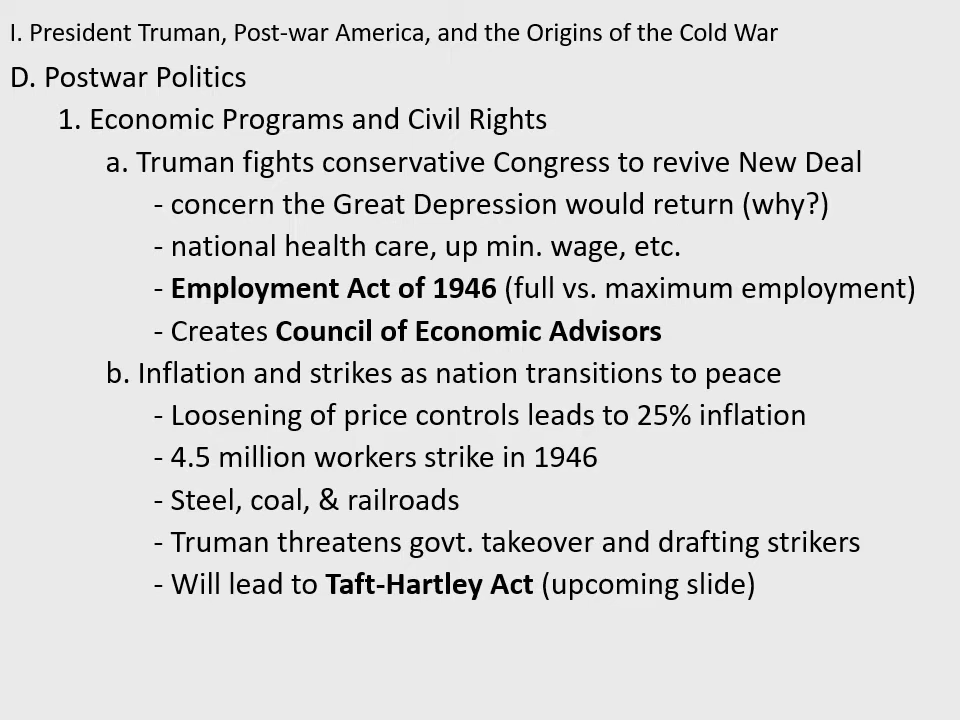 I. President Truman, Post-war America, and the Origins of the Cold War
D. Postwar Politics
1. Economic Programs and Civil Rights
a. Truman fights conservative Congress to revive New Deal
- concern the Great Depression would return (why?)
- national health care, up min. wage, etc.
- Employment Act of 1946 (full vs. maximum employment)
- Creates Council of Economic Advisors
b. Inflation and strikes as nation transitions to peace
- Loosening of price controls leads to 25% inflation
- 4.5 million workers strike in 1946
- Steel, coal, & railroads
- Truman threatens govt. takeover and drafting strikers
- Will lead to Taft-Hartley Act (upcoming slide)